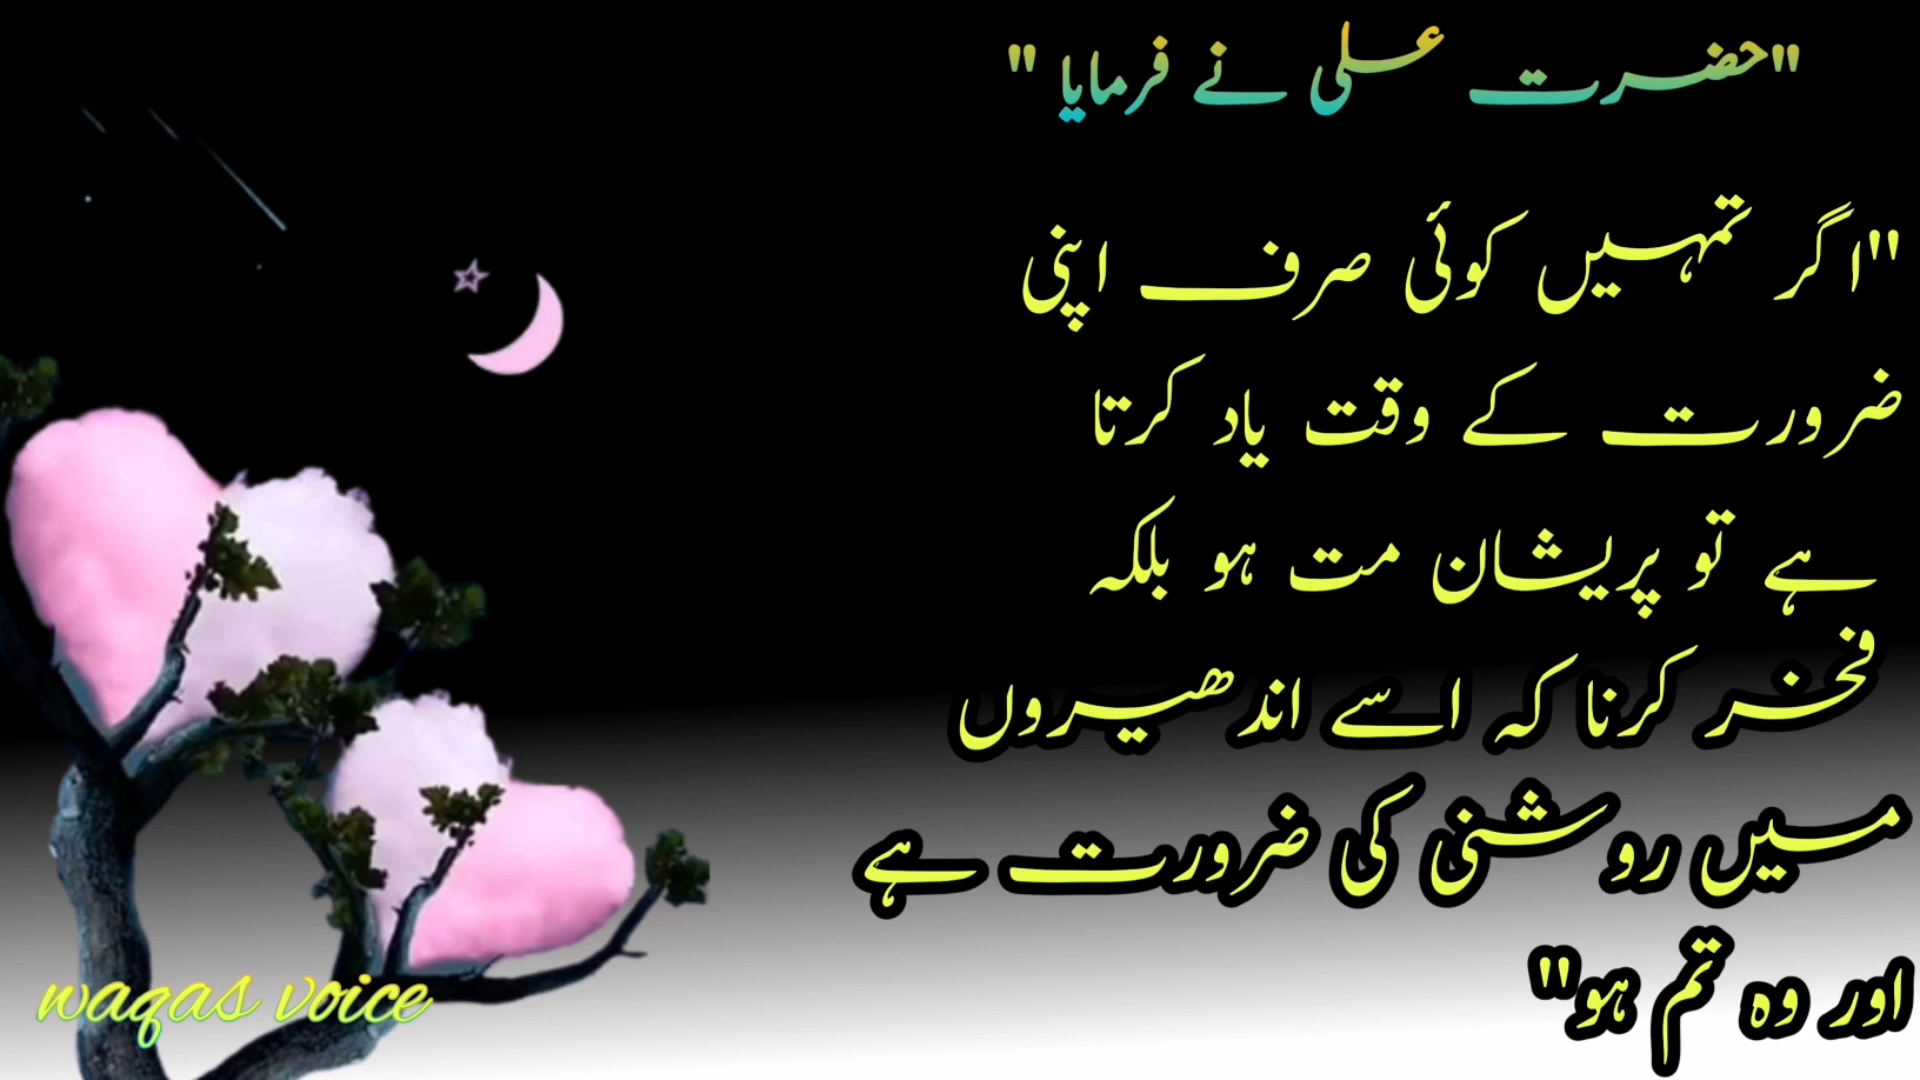 "حضرت علی نے فرمایا "
"اگر تمہیں کوئی صرف اپنی
ضرورت کے وقت یاد کرتا
ہے تو پریشان مت ہو بلکہ
فخر کرنا کہ اسے اندھیروں
میں روشنی کی ضرورت ہے
اور وہ تم ہو"
waqas voice